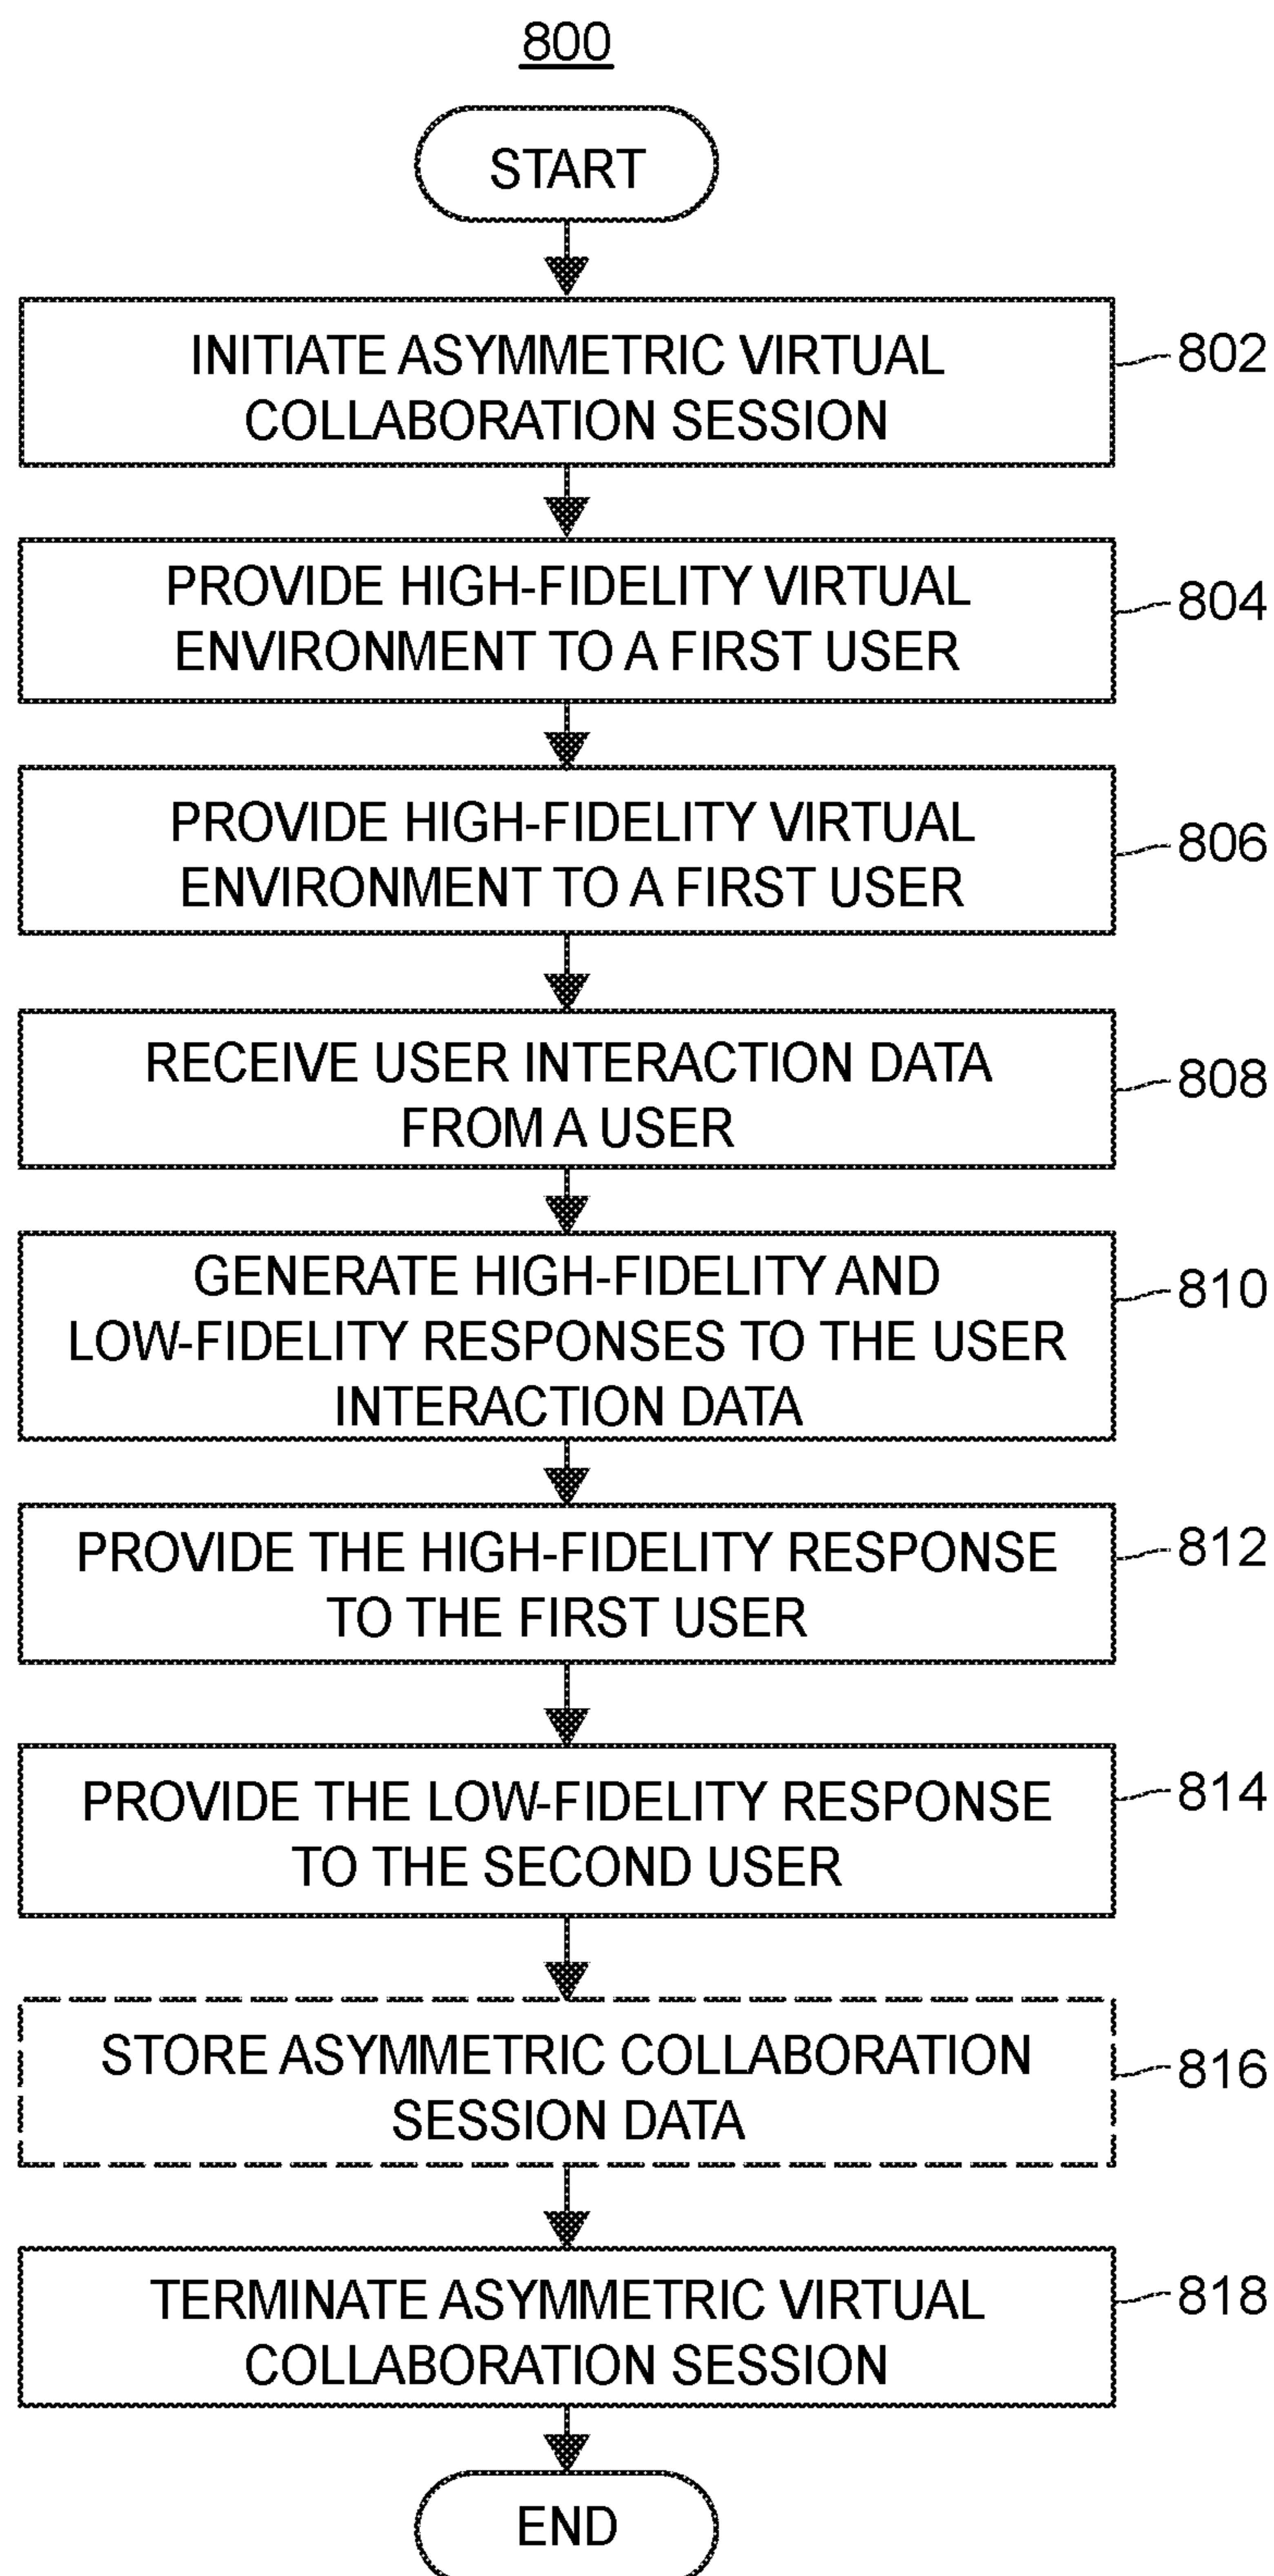 800
START
INITIATE ASYMMETRIC VIRTUAL
COLLABORATION SESSION
802
PROVIDE HIGH-FIDELITY VIRTUAL
ENVIRONMENT TO A FIRST USER
804
PROVIDE HIGH-FIDELITY VIRTUAL
ENVIRONMENT TO A FIRST USER
806
RECEIVE USER INTERACTION DATA
FROM A USER
808
GENERATE HIGH-FIDELITY AND
LOW-FIDELITY RESPONSES TO THE USER
INTERACTION DATA
810
PROVIDE THE HIGH-FIDELITY RESPONSE
TO THE FIRST USER
812
PROVIDE THE LOW-FIDELITY RESPONSE
TO THE SECOND USER
814
STORE ASYMMETRIC COLLABORATION
SESSION DATA
816
TERMINATE ASYMMETRIC VIRTUAL
COLLABORATION SESSION
818
END